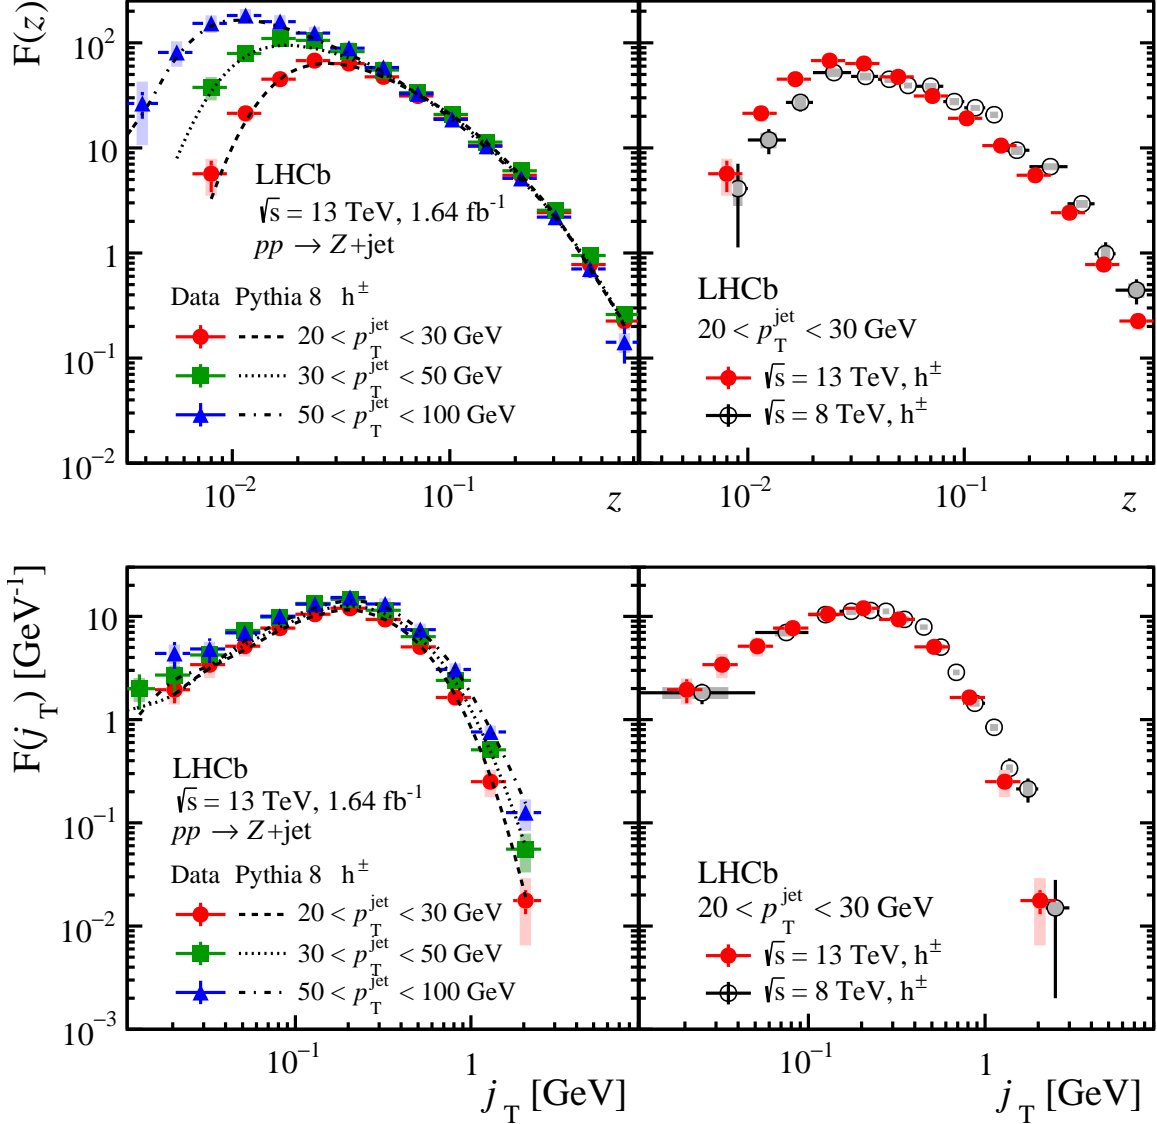 F(z)
10²
10
1
10⁻¹
10⁻²
LHCb
√s = 13 TeV, 1.64 fb⁻¹
pp → Z+jet
Data Pythia 8 h±
20 < p_T^jet < 30 GeV
30 < p_T^jet < 50 GeV
50 < p_T^jet < 100 GeV
10⁻² 10⁻¹ z
LHCb
20 < p_T^jet < 30 GeV
√s = 13 TeV, h±
√s = 8 TeV, h±
10⁻² 10⁻¹ z
F(j_T) [GeV⁻¹]
10
1
10⁻¹
10⁻²
10⁻³
LHCb
√s = 13 TeV, 1.64 fb⁻¹
pp → Z+jet
Data Pythia 8 h±
20 < p_T^jet < 30 GeV
30 < p_T^jet < 50 GeV
50 < p_T^jet < 100 GeV
10⁻¹ 1
j_T [GeV]
LHCb
20 < p_T^jet < 30 GeV
√s = 13 TeV, h±
√s = 8 TeV, h±
10⁻¹ 1
j_T [GeV]